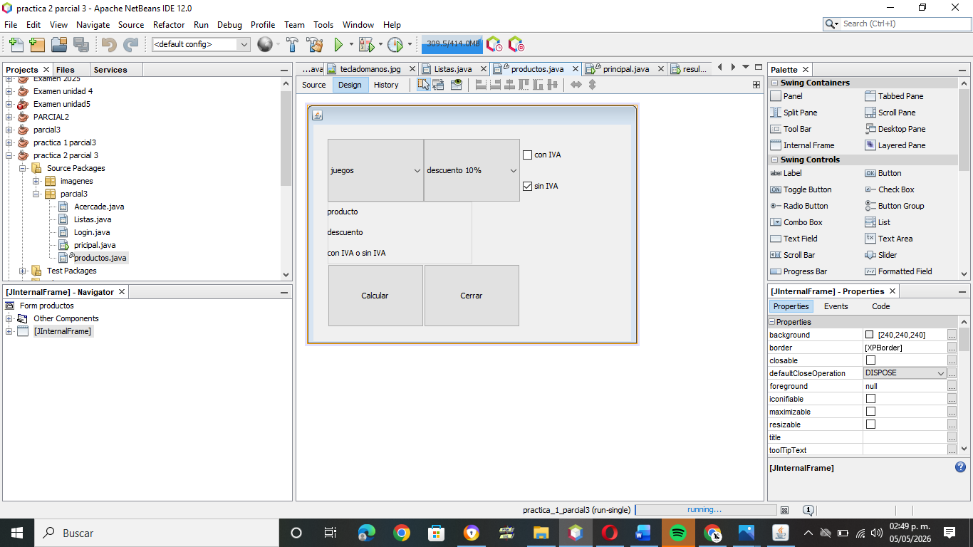 practica 2 parcial 3 - Apache NetBeans IDE 12.0
File Edit View Navigate Source Refactor Run Debug Profile Team Tools Window Help
Search (Ctrl+I)
<default config>
309.5/414.0MB
Projects Files Services
...ava tedadomanos.jpg Listas.java productos.java principal.java resul...
Palette
Examen 2025
Examen unidad 4
Examen unidad5
PARCIAL2
parcial3
practica 1 parcial3
practica 2 parcial 3
Source Packages
imagenes
parcial3
Acercade.java
Listas.java
Login.java
pricipal.java
productos.java
Test Packages
Source Design History
juegos
descuento 10%
con IVA
sin IVA
producto
descuento
con IVA o sin IVA
Calcular
Cerrar
Swing Containers
Panel Tabbed Pane
Split Pane Scroll Pane
Tool Bar Desktop Pane
Internal Frame Layered Pane
Swing Controls
Label Button
Toggle Button Check Box
Radio Button Button Group
Combo Box List
Text Field Text Area
Scroll Bar Slider
Progress Bar Formatted Field
[JInternalFrame] - Navigator
Form productos
Other Components
[JInternalFrame]
[JInternalFrame] - Properties
Properties Events Code
Properties
background [240,240,240]
border [XPBorder]
closable
defaultCloseOperation DISPOSE
foreground null
iconifiable
maximizable
resizable
title
toolTipText
[JInternalFrame]
practica_1_parcial3 (run-single) running...
Buscar
02:49 p. m.
05/05/2026